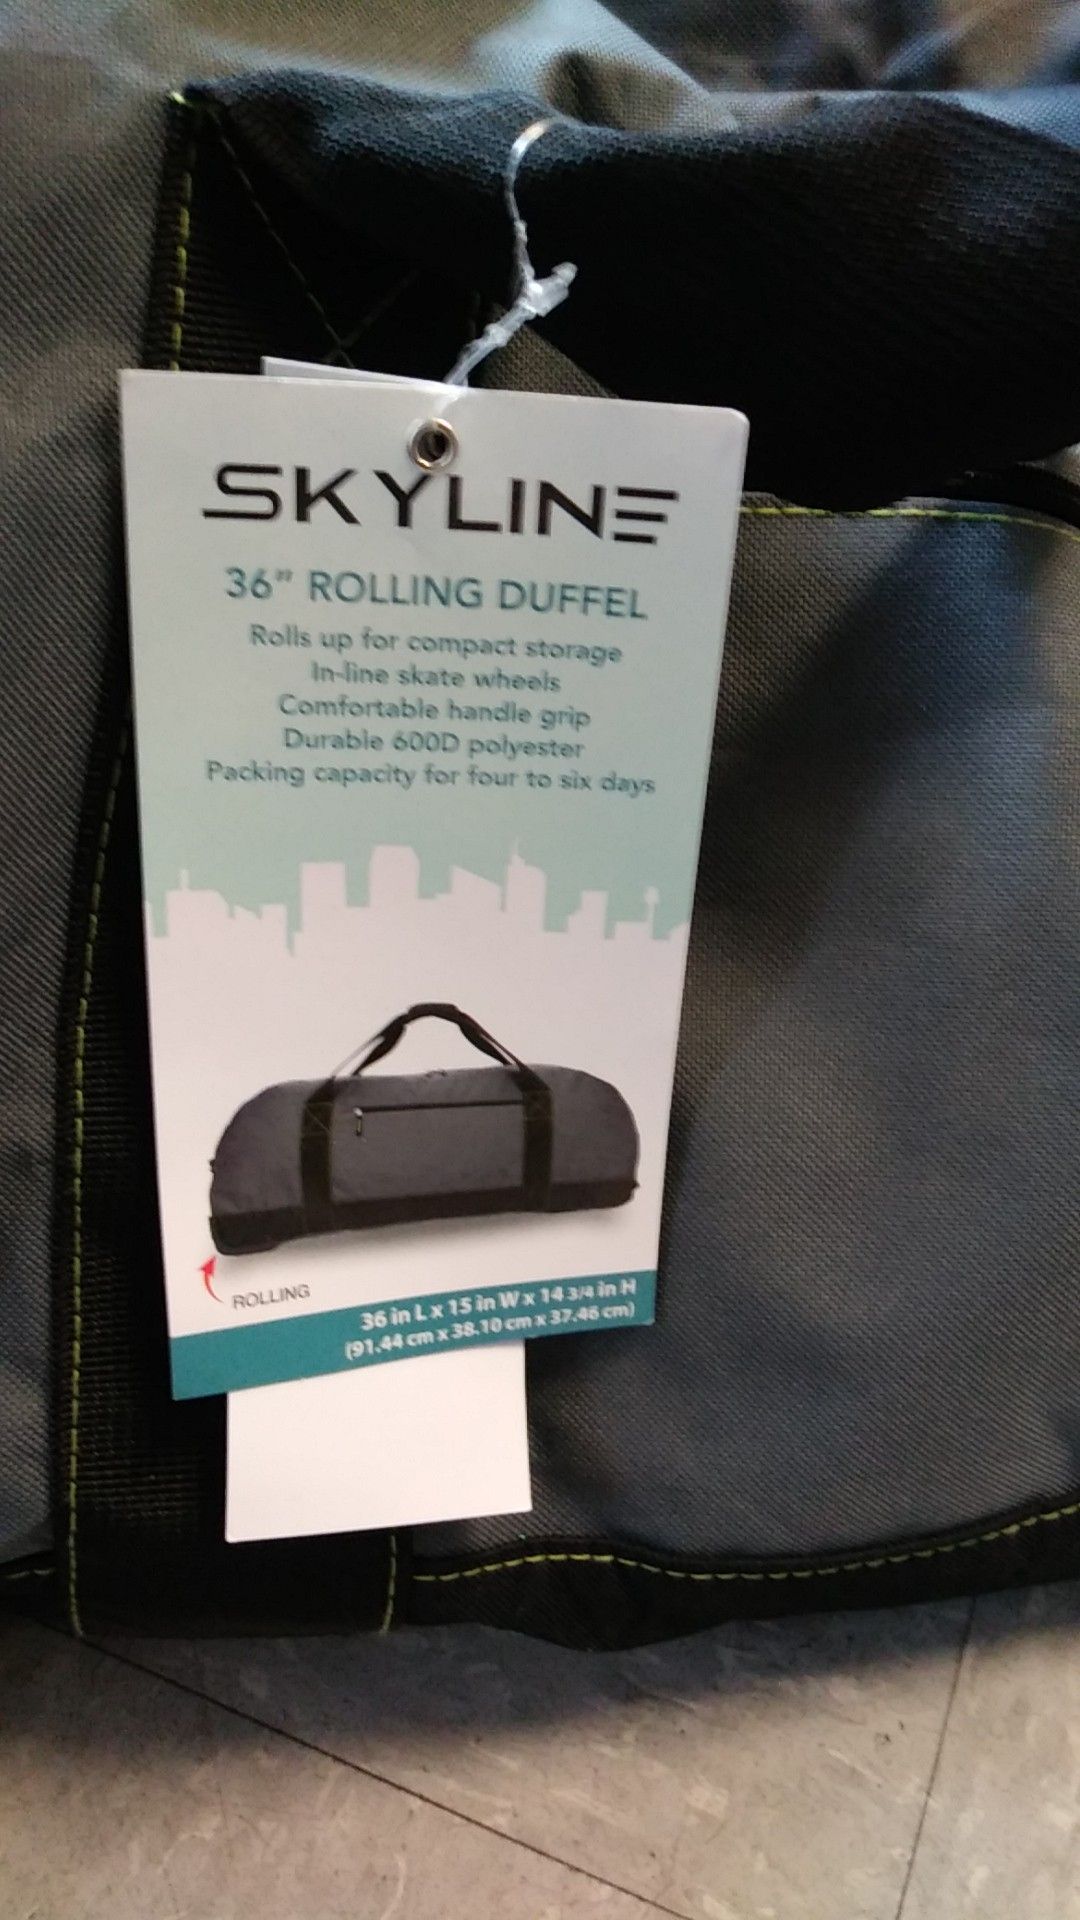 SKYLINE
36" ROLLING DUFFEL
Rolls up for compact storage
In-line skate wheels
Comfortable handle grip
Durable 600D polyester
Packing capacity for four to six days
ROLLING
36 in L x 15 in W x 14 3/4 in H
(91.44 cm x 38.10 cm x 37.46 cm)